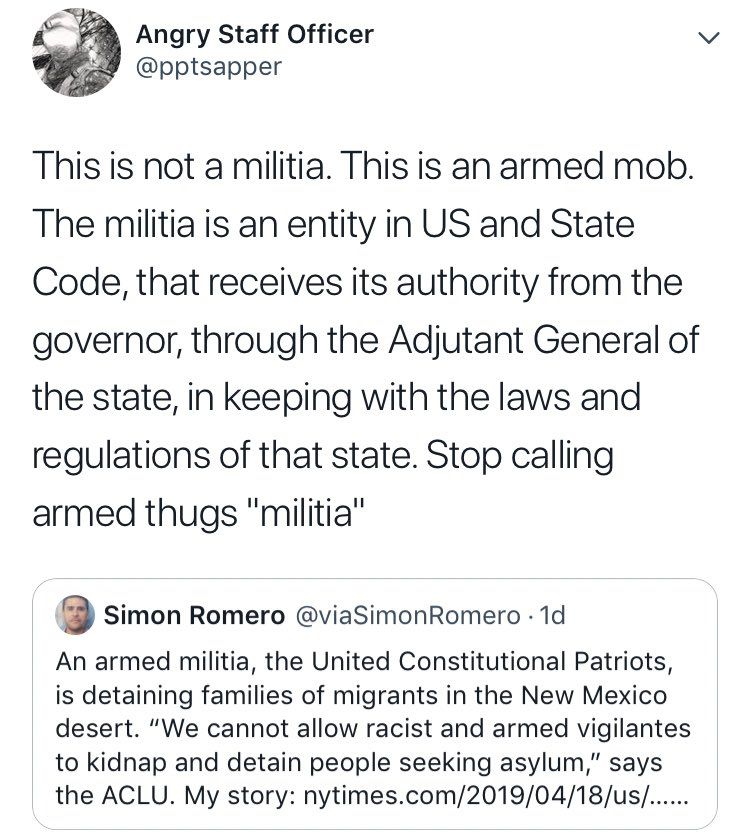 Angry Staff Officer
@pptsapper
This is not a militia. This is an armed mob.
The militia is an entity in US and State
Code, that receives its authority from the
governor, through the Adjutant General of
the state, in keeping with the laws and
regulations of that state. Stop calling
armed thugs "militia"
Simon Romero @viaSimonRomero · 1d
An armed militia, the United Constitutional Patriots,
is detaining families of migrants in the New Mexico
desert. “We cannot allow racist and armed vigilantes
to kidnap and detain people seeking asylum,” says
the ACLU. My story: nytimes.com/2019/04/18/us/......